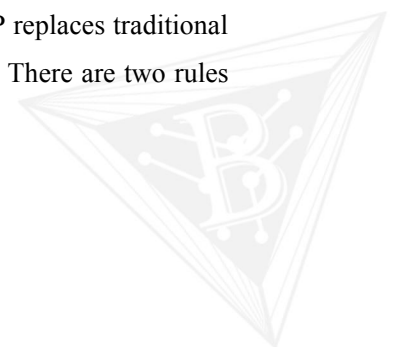 P replaces traditional
There are two rules
B